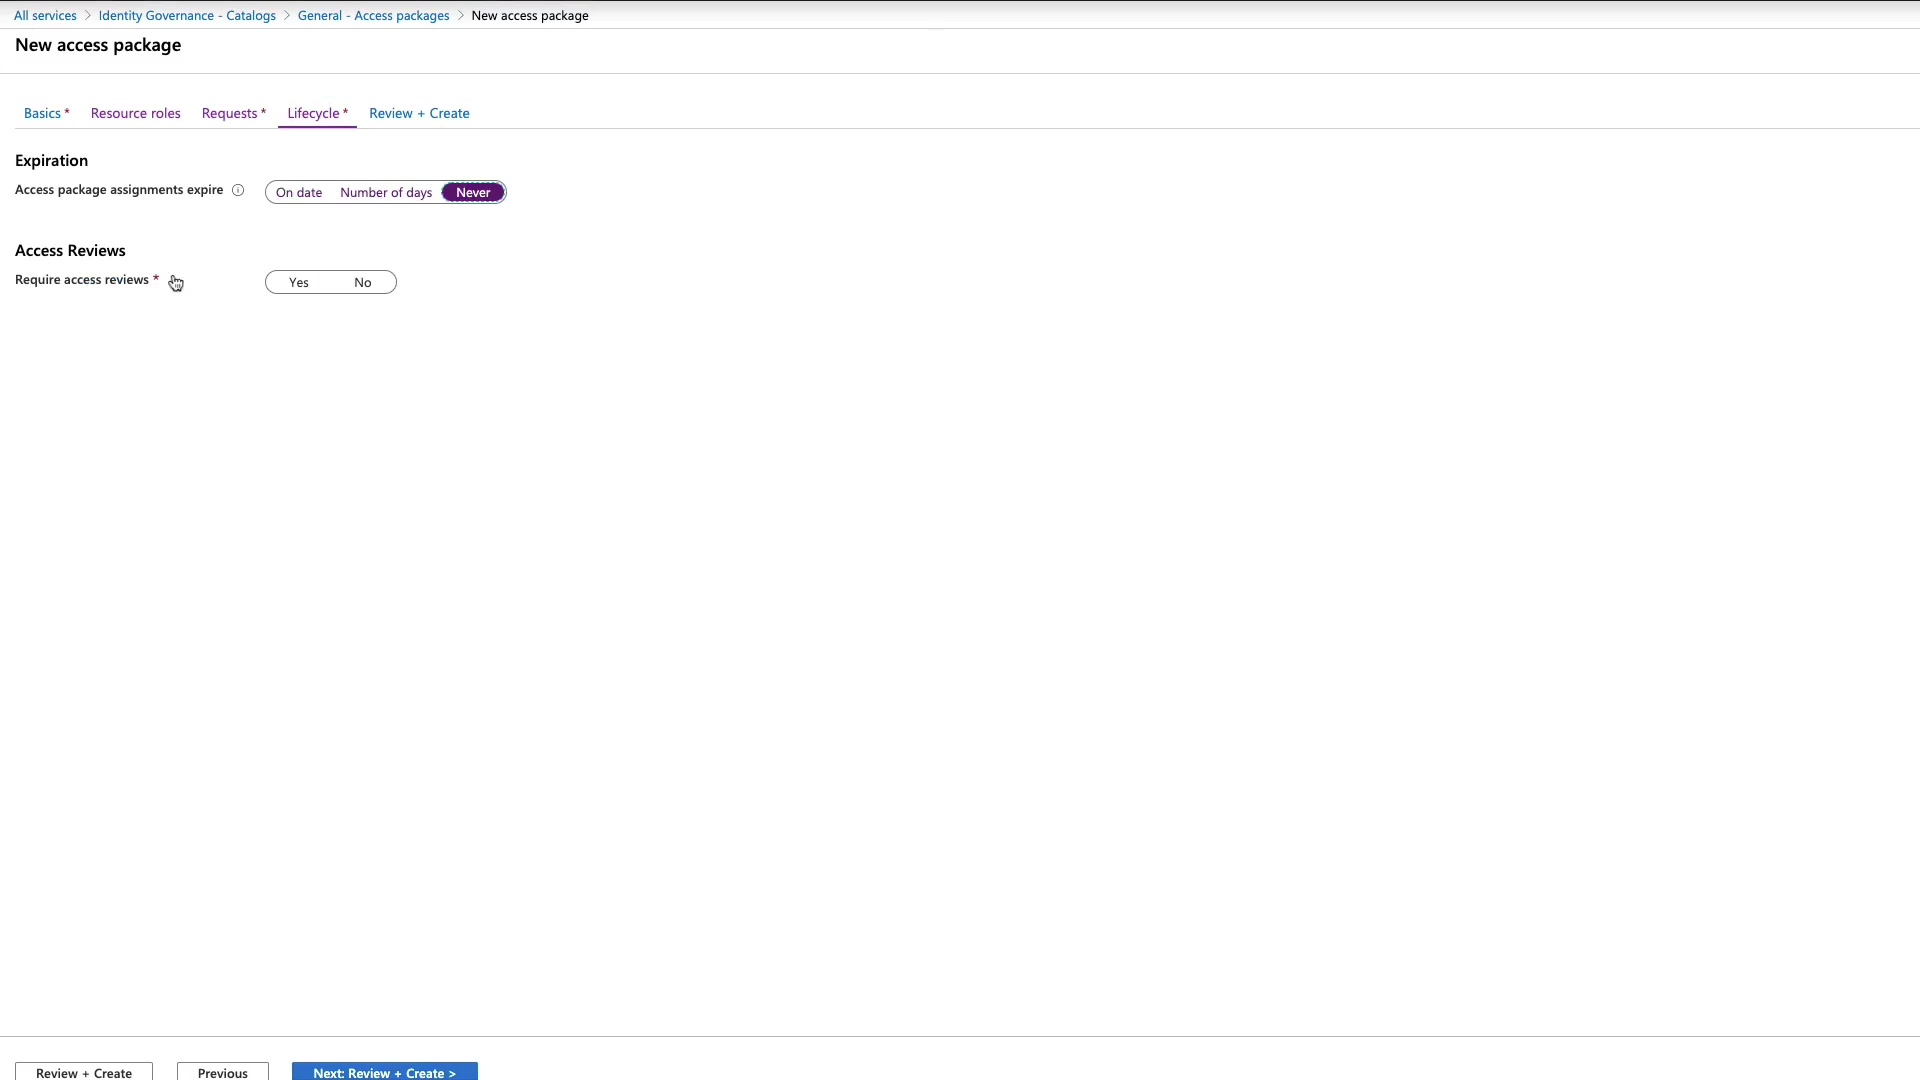 All services > Identity Governance - Catalogs > General - Access packages > New access package
New access package
Basics * Resource roles Requests * Lifecycle * Review + Create
Expiration
Access package assignments expire On date Number of days Never
Access Reviews
Require access reviews * Yes No
Review + Create Previous Next: Review + Create >